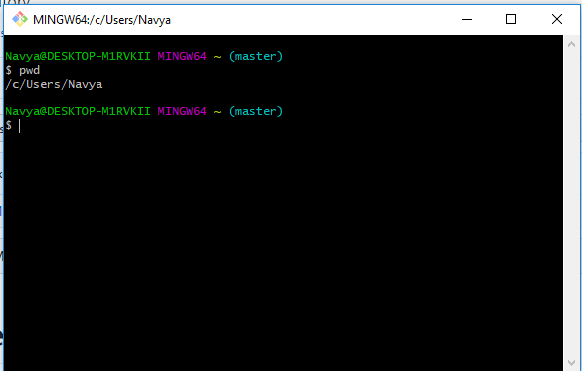 MINGW64:/c/Users/Navya
Navya@DESKTOP-M1RVKII MINGW64 ~ (master)
$ pwd
/c/Users/Navya
Navya@DESKTOP-M1RVKII MINGW64 ~ (master)
$